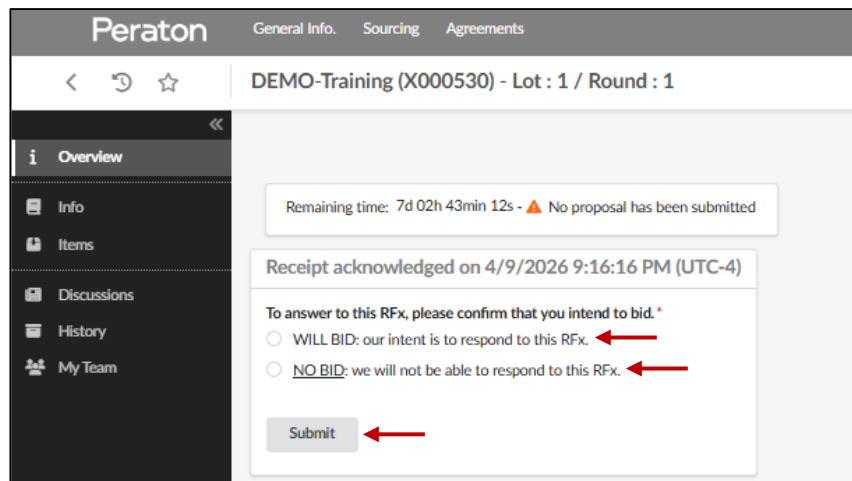 Peraton
General Info. Sourcing Agreements
DEMO-Training (X000530) - Lot : 1 / Round : 1
Overview
Info
Items
Discussions
History
My Team
Remaining time: 7d 02h 43min 12s - No proposal has been submitted
Receipt acknowledged on 4/9/2026 9:16:16 PM (UTC-4)
To answer to this RFx, please confirm that you intend to bid.*
WILL BID: our intent is to respond to this RFx.
NO BID: we will not be able to respond to this RFx.
Submit